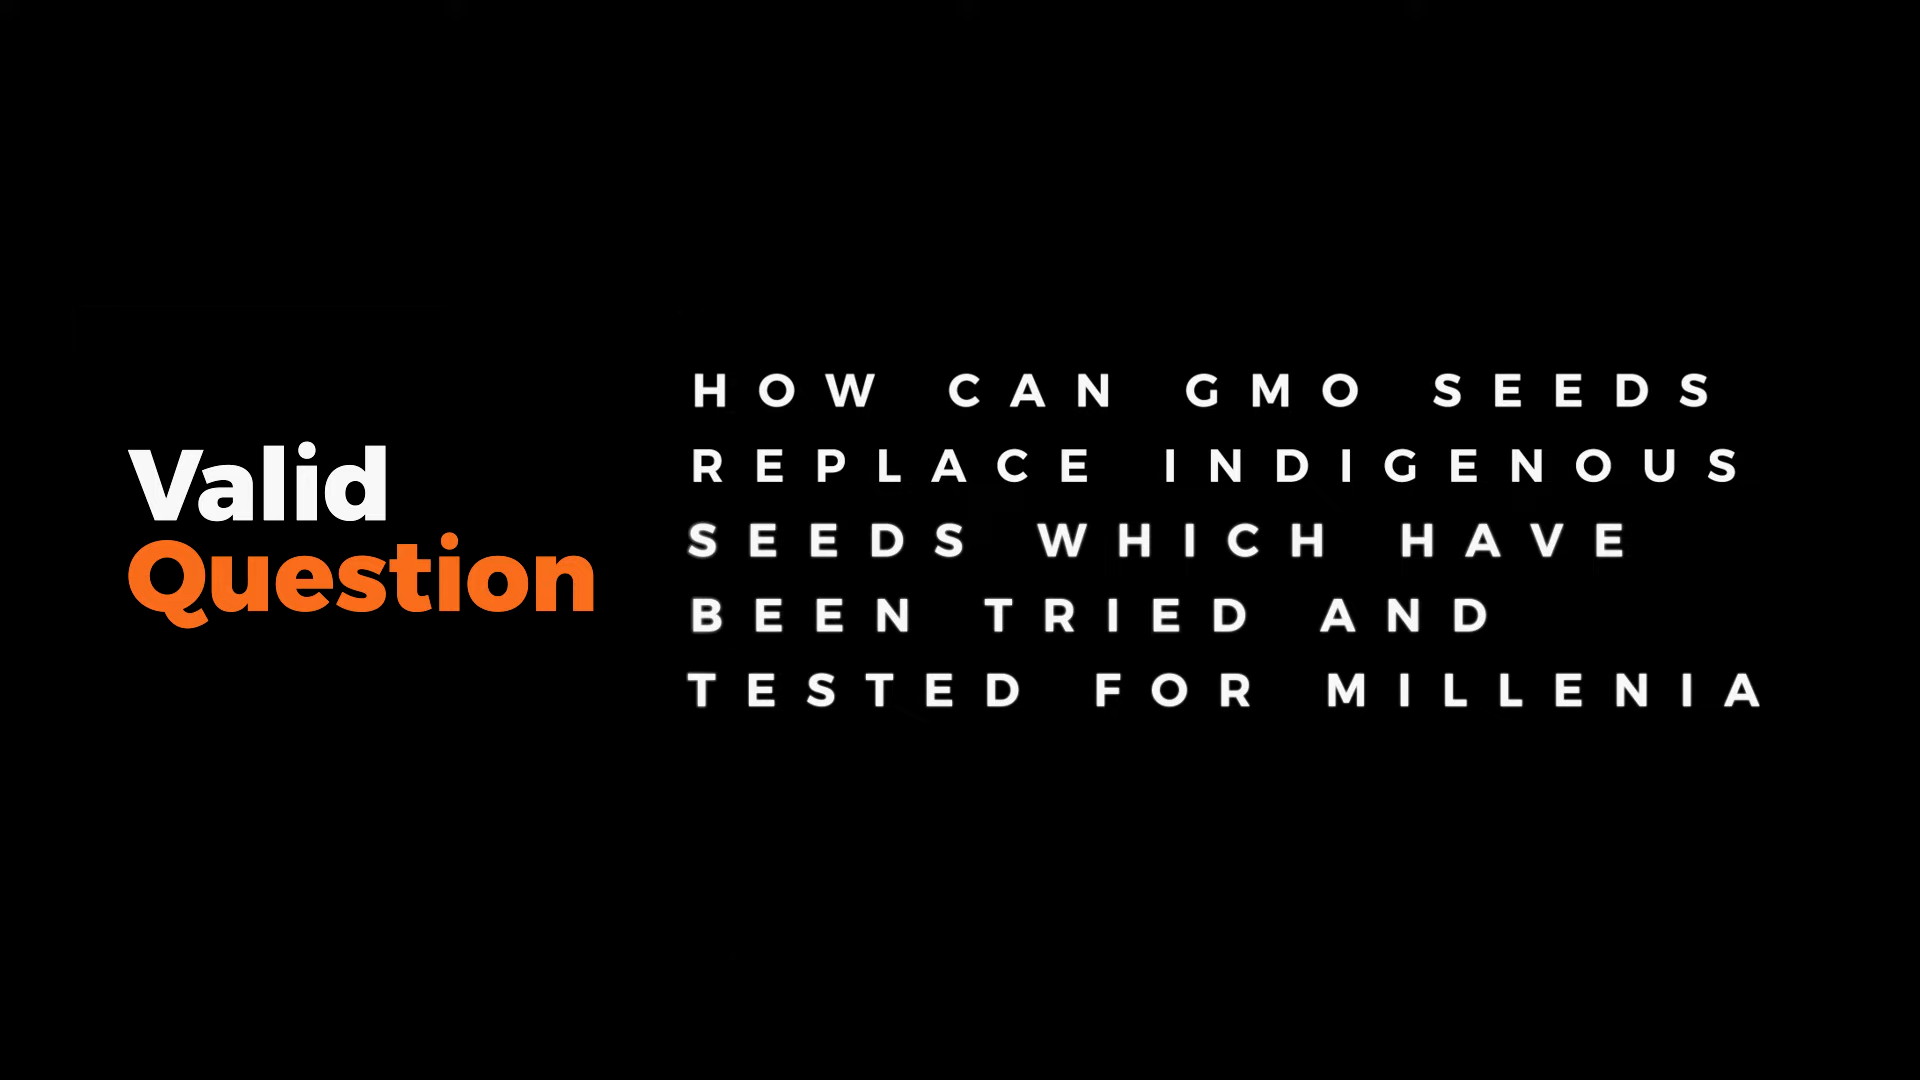 Valid
Question
HOW CAN GMO SEEDS
REPLACE INDIGENOUS
SEEDS WHICH HAVE
BEEN TRIED AND
TESTED FOR MILLENIA